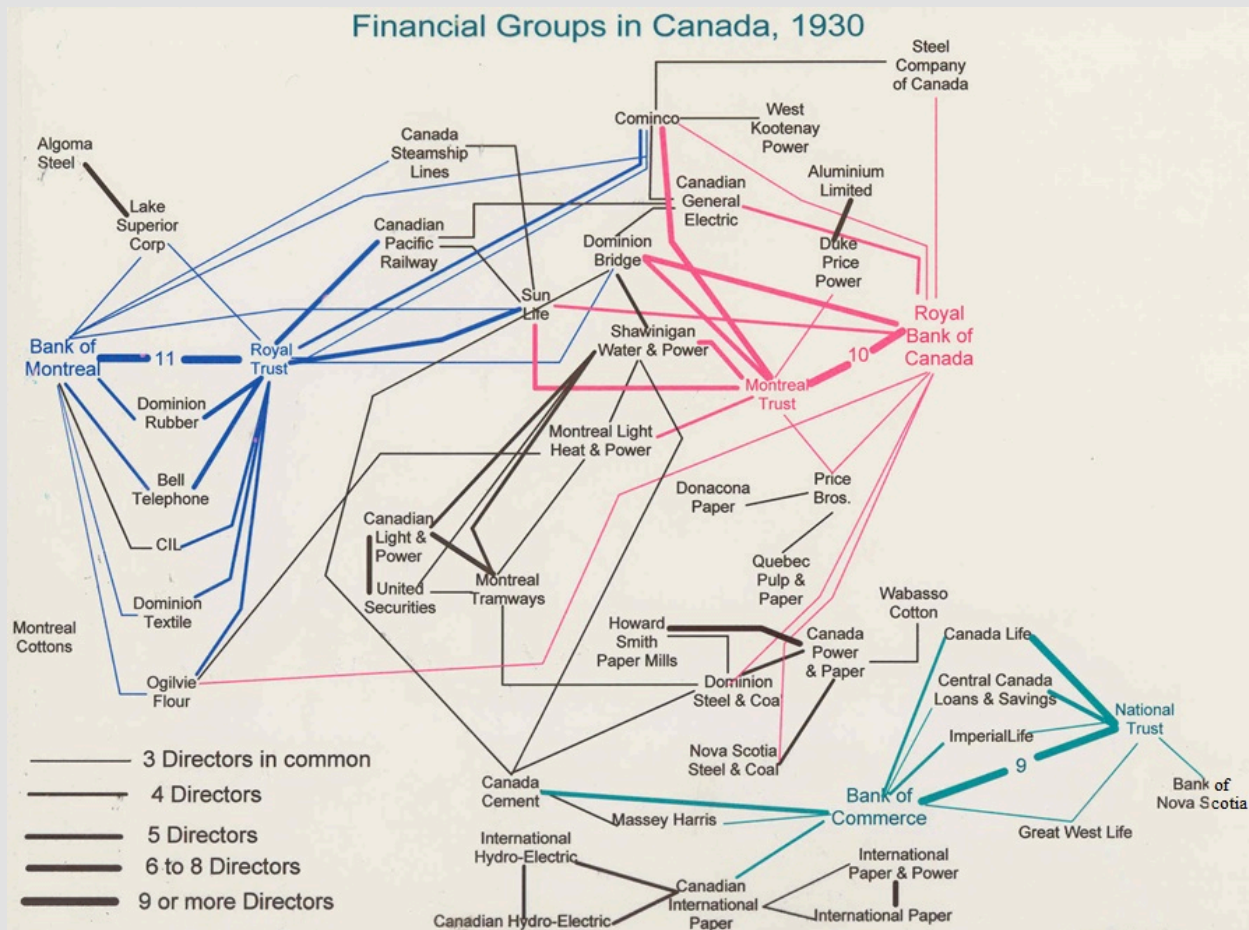 Financial Groups in Canada, 1930
Steel
Company
of Canada
Cominco
West
Kootenay
Power
Algoma
Steel
Canada
Steamship
Lines
Aluminium
Limited
Canadian
General
Electric
Lake
Superior
Corp
Canadian
Pacific
Railway
Dominion
Bridge
Duke
Price
Power
Sun
Life
Royal
Bank of
Canada
Shawinigan
Water & Power
Bank of
Montreal
11
Royal
Trust
10
Montreal
Trust
Dominion
Rubber
Montreal Light
Heat & Power
Bell
Telephone
Donacona
Paper
Price
Bros.
Canadian
Light &
Power
CIL
Quebec
Pulp &
Paper
United
Securities
Montreal
Tramways
Dominion
Textile
Montreal
Cottons
Wabasso
Cotton
Howard
Smith
Paper Mills
Canada
Power
& Paper
Canada Life
Ogilvie
Flour
Dominion
Steel & Coal
Central Canada
Loans & Savings
National
Trust
ImperialLife
Nova Scotia
Steel & Coal
9
Bank of
Nova Scotia
3 Directors in common
4 Directors
5 Directors
6 to 8 Directors
9 or more Directors
Canada
Cement
Massey Harris
Bank of
Commerce
Great West Life
International
Hydro-Electric
Canadian Hydro-Electric
Canadian
International
Paper
International
Paper & Power
International Paper